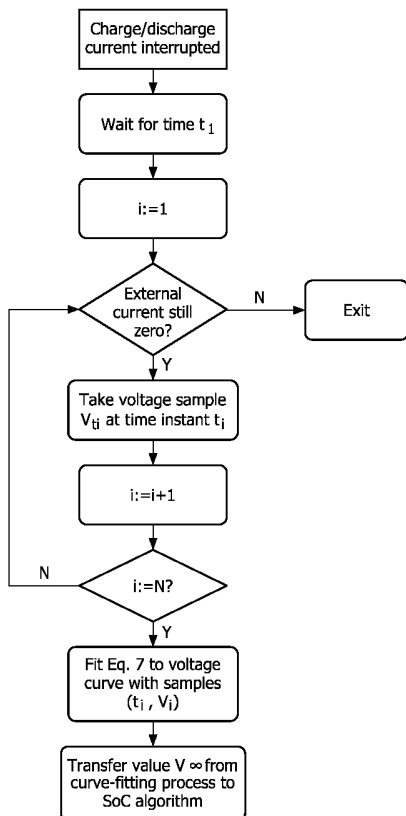 Charge/discharge
current interrupted
Wait for time t1
i:=1
External
current still
zero?
N
Exit
Y
Take voltage sample
Vti at time instant ti
i:=i+1
N
i:=N?
Y
Fit Eq. 7 to voltage
curve with samples
(ti , Vi)
Transfer value V ∞ from
curve-fitting process to
SoC algorithm